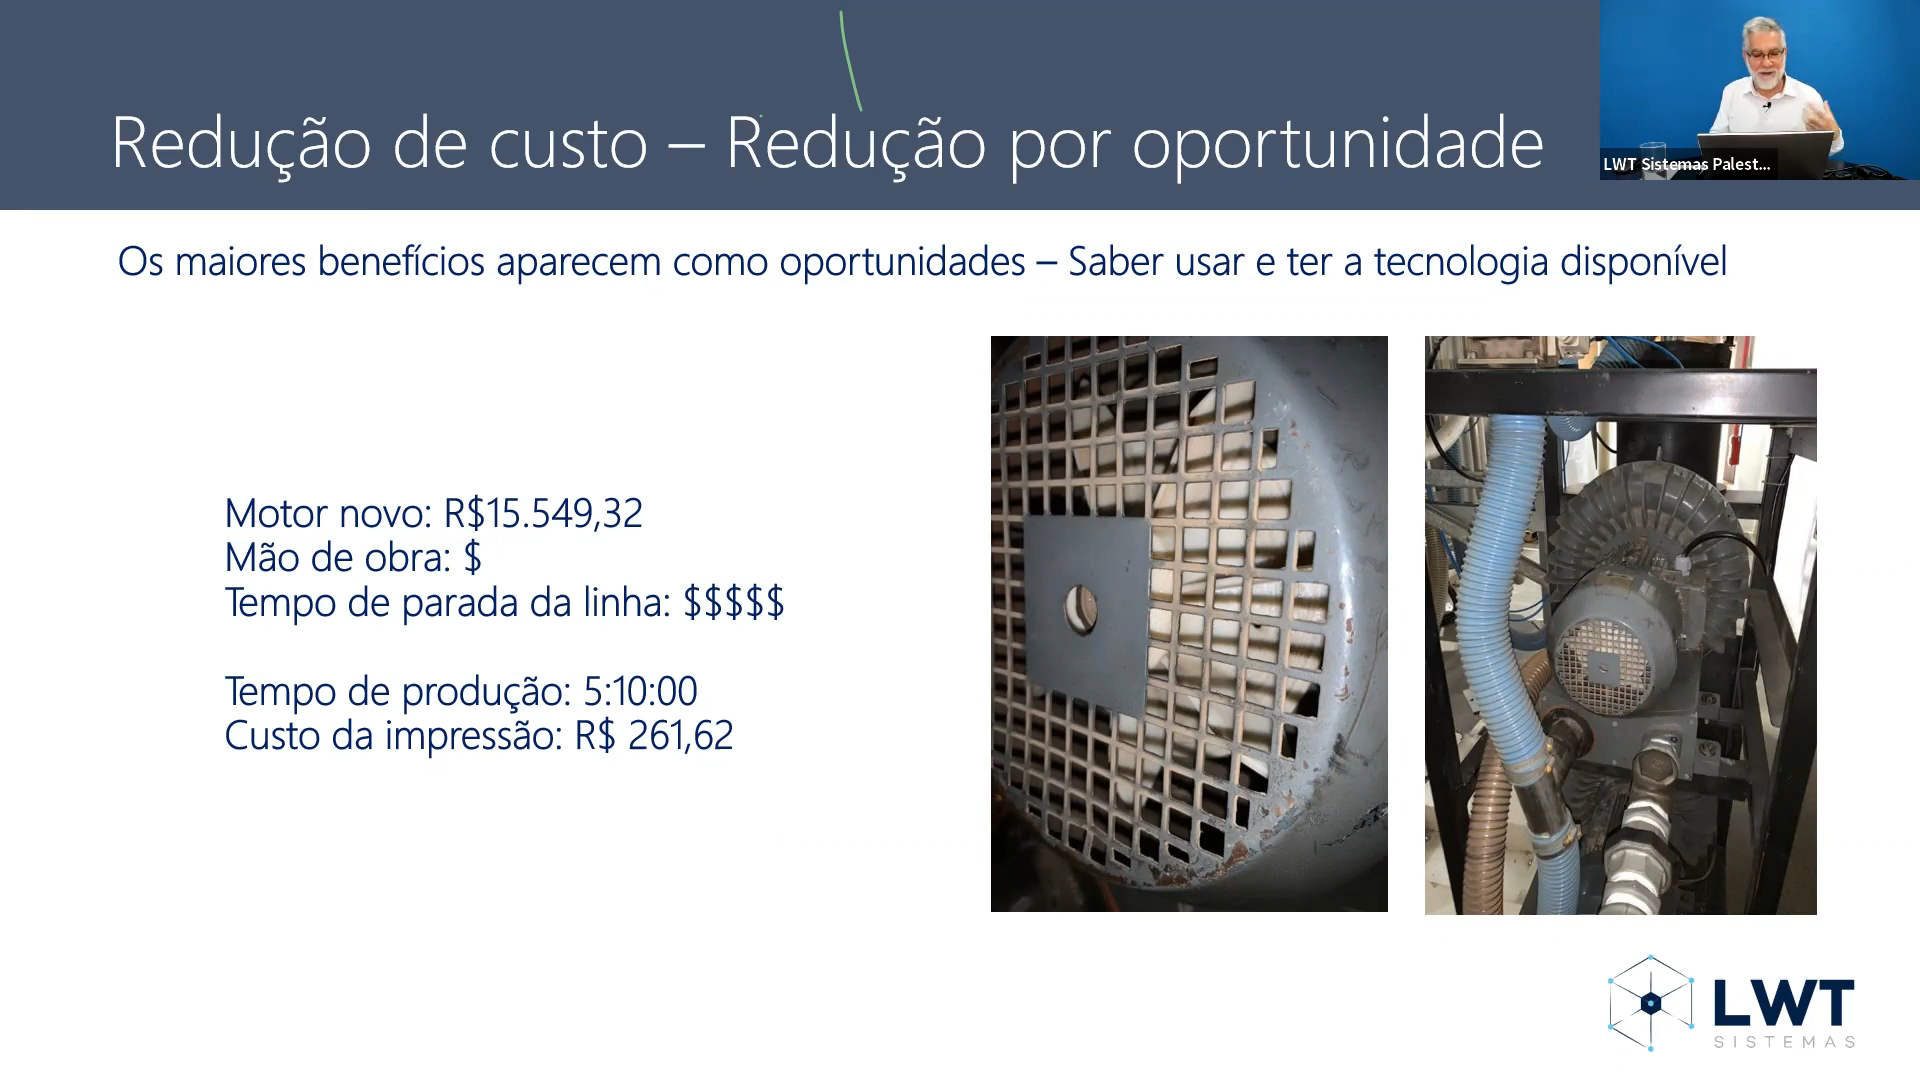 Redução de custo – Redução por oportunidade
LWT Sistemas Palest...
Os maiores benefícios aparecem como oportunidades – Saber usar e ter a tecnologia disponível
Motor novo: R$15.549,32
Mão de obra: $
Tempo de parada da linha: $$$$$
Tempo de produção: 5:10:00
Custo da impressão: R$ 261,62
LWT
SISTEMAS